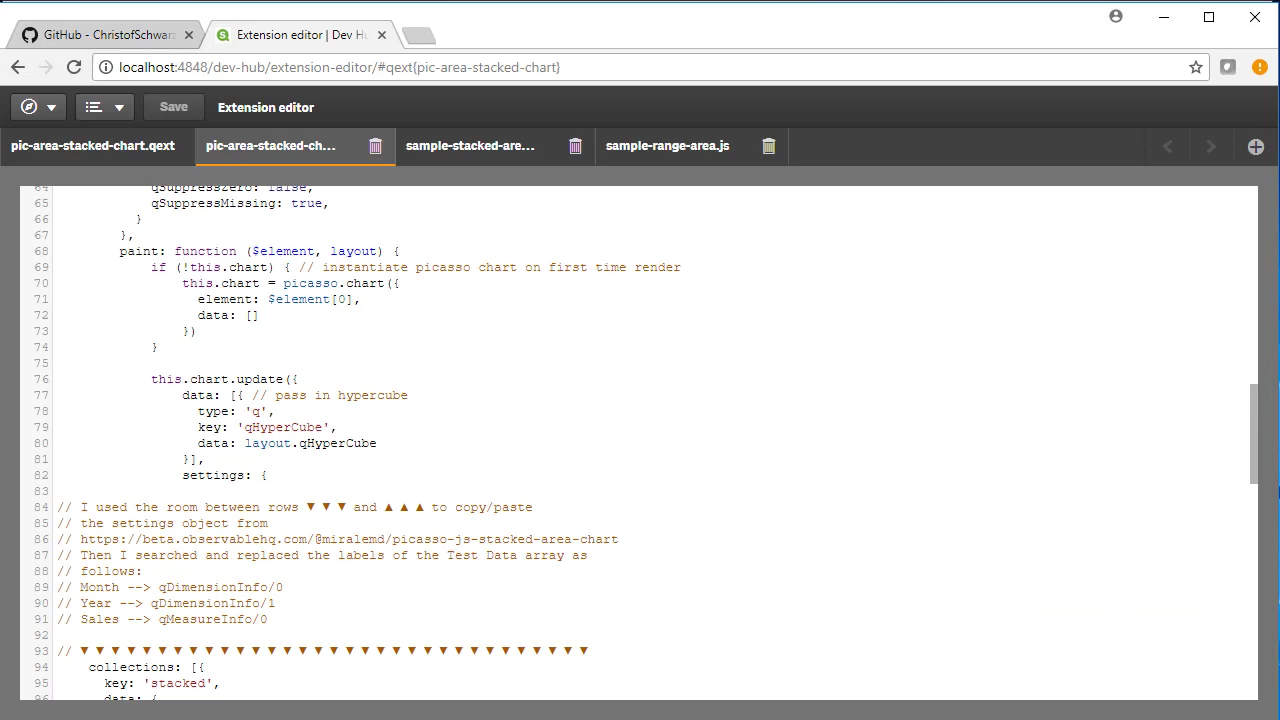 GitHub - ChristofSchwarz
Extension editor | Dev Hu
localhost:4848/dev-hub/extension-editor/#qext{pic-area-stacked-chart}
Save
Extension editor
pic-area-stacked-chart.qext
pic-area-stacked-ch...
sample-stacked-are...
sample-range-area.js
64 qSuppressZero: false,
65 qSuppressMissing: true,
66 }
67 },
68 paint: function ($element, layout) {
69 if (!this.chart) { // instantiate picasso chart on first time render
70 this.chart = picasso.chart({
71 element: $element[0],
72 data: []
73 })
74 }
75
76 this.chart.update({
77 data: [{ // pass in hypercube
78 type: 'q',
79 key: 'qHyperCube',
80 data: layout.qHyperCube
81 }],
82 settings: {
83
84 // I used the room between rows ▼ ▼ ▼ and ▲ ▲ ▲ to copy/paste
85 // the settings object from
86 // https://beta.observablehq.com/@miralemd/picasso-js-stacked-area-chart
87 // Then I searched and replaced the labels of the Test Data array as
88 // follows:
89 // Month --> qDimensionInfo/0
90 // Year --> qDimensionInfo/1
91 // Sales --> qMeasureInfo/0
92
93 // ▼ ▼ ▼ ▼ ▼ ▼ ▼ ▼ ▼ ▼ ▼ ▼ ▼ ▼ ▼ ▼ ▼ ▼ ▼ ▼ ▼ ▼ ▼ ▼ ▼ ▼ ▼ ▼ ▼ ▼ ▼ ▼ ▼
94 collections: [{
95 key: 'stacked',
96 data: {